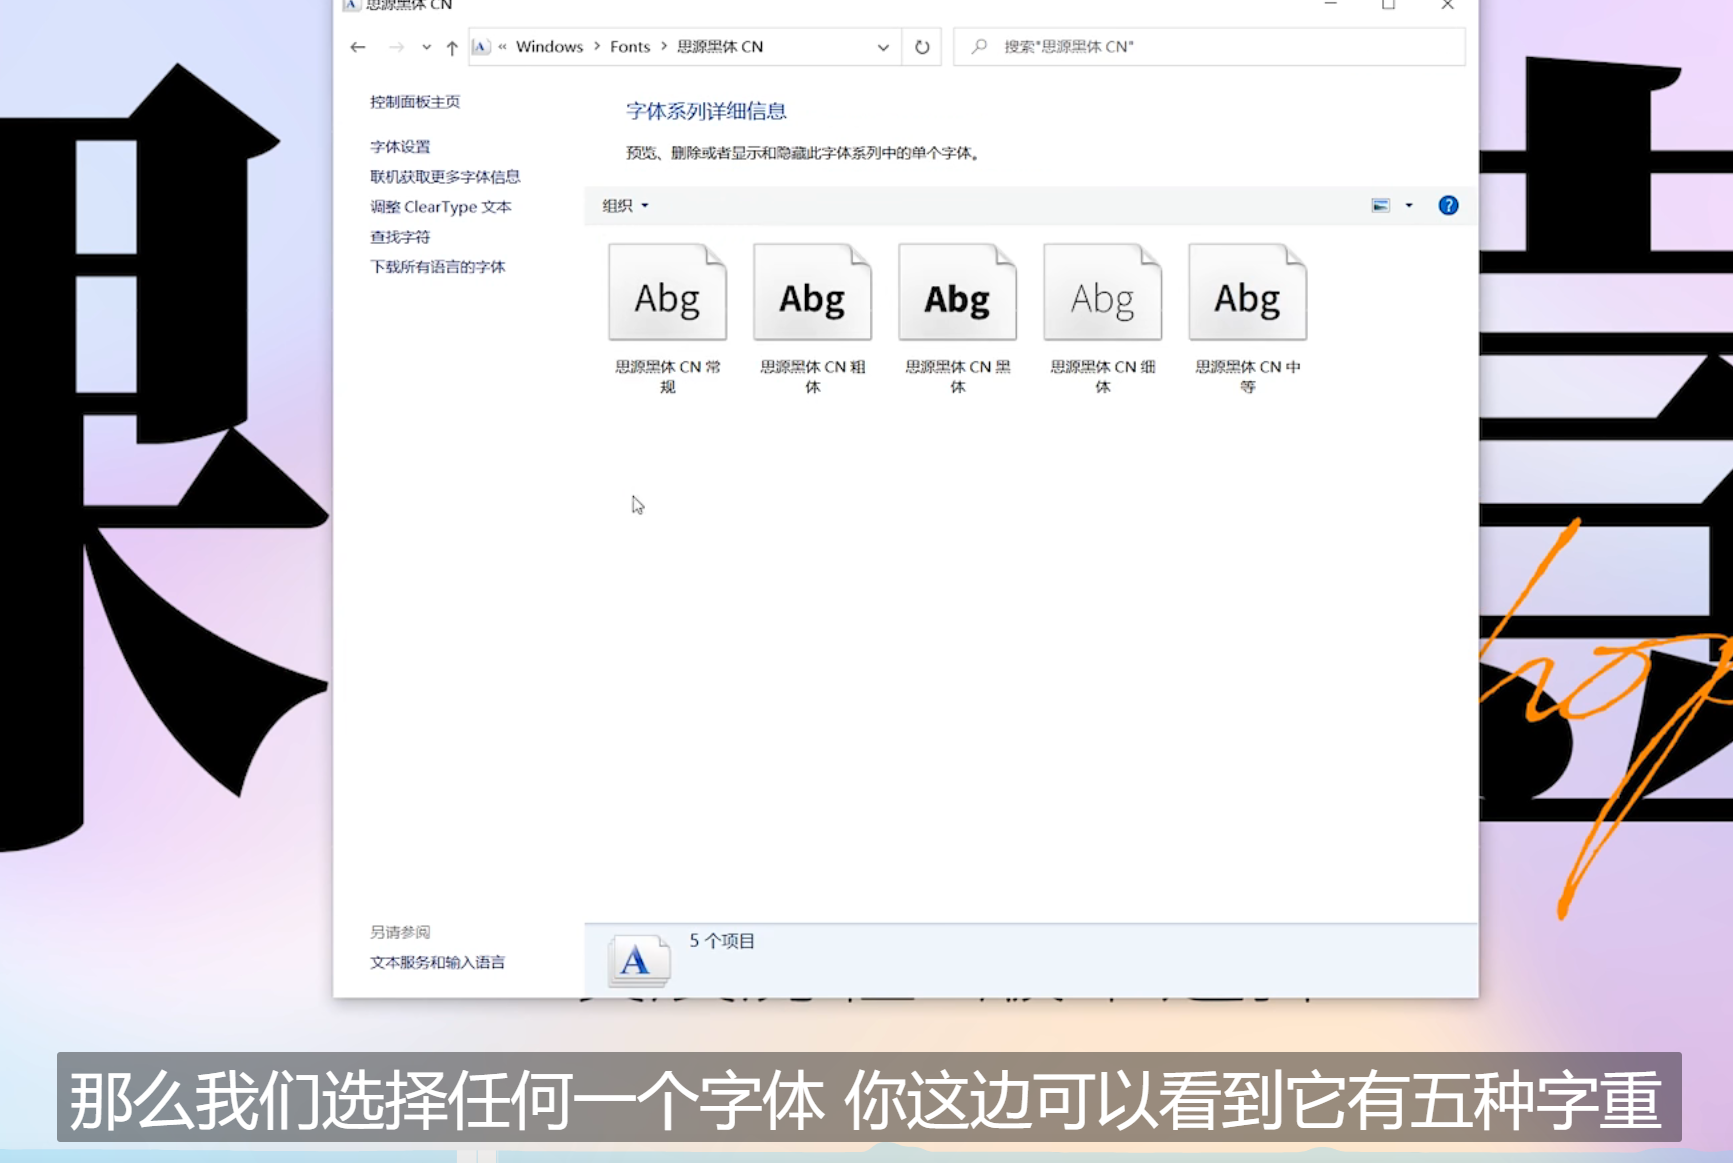 思源黑体 CN
« Windows > Fonts > 思源黑体 CN
搜索"思源黑体 CN"
控制面板主页
字体设置
联机获取更多字体信息
调整 ClearType 文本
查找字符
下载所有语言的字体
字体系列详细信息
预览、删除或者显示和隐藏此字体系列中的单个字体。
组织
?
Abg
Abg
Abg
Abg
Abg
思源黑体 CN 常
规
思源黑体 CN 粗
体
思源黑体 CN 黑
体
思源黑体 CN 细
体
思源黑体 CN 中
等
另请参阅
文本服务和输入语言
A
5 个项目
hop
那么我们选择任何一个字体 你这边可以看到它有五种字重